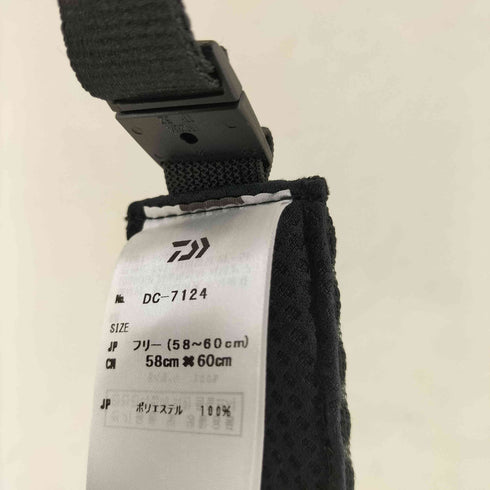 No. DC-7124
SIZE
JP フリー(58～60cm)
CN 58cm✖60cm
JP ポリエステル 100%